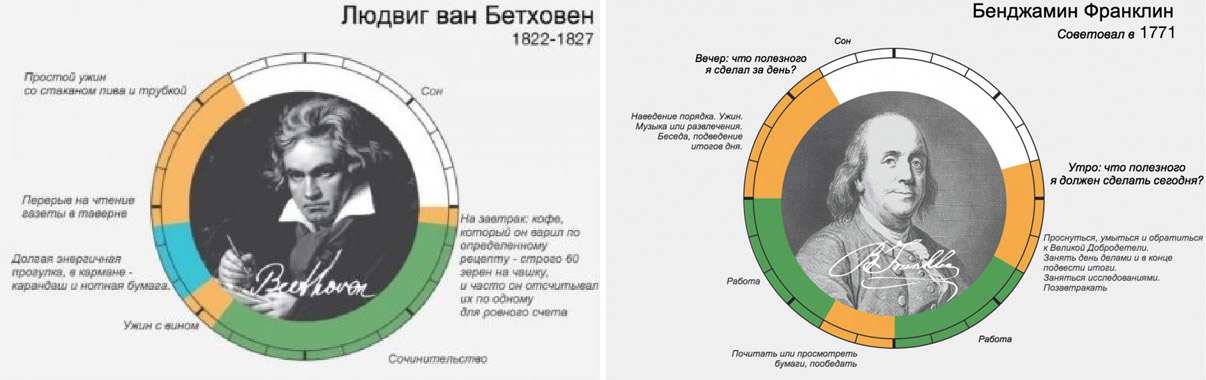 Людвиг ван Бетховен
1822-1827
Простой ужин
со стаканом пива и трубкой
Сон
Перерыв на чтение
газеты в таверне
Долгая энергичная
прогулка, в кармане -
карандаш и нотная бумага.
Ужин с вином
На завтрак: кофе,
который он варил по
определенному
рецепту - строго 60
зерен на чашку,
и часто он отсчитывал
их по одному
для ровного счета
Сочинительство
Beethoven
Бенджамин Франклин
Советовал в 1771
Сон
Вечер: что полезного
я сделал за день?
Наведение порядка. Ужин.
Музыка или развлечения.
Беседа, подведение
итогов дня.
Утро: что полезного
я должен сделать сегодня?
Проснуться, умыться и обратиться
к Великой Добродетели.
Занять день делами и в конце
подвести итоги.
Заняться исследованиями.
Позавтракать
Работа
Работа
Почитать или просмотреть
бумаги, пообедать
B Franklin